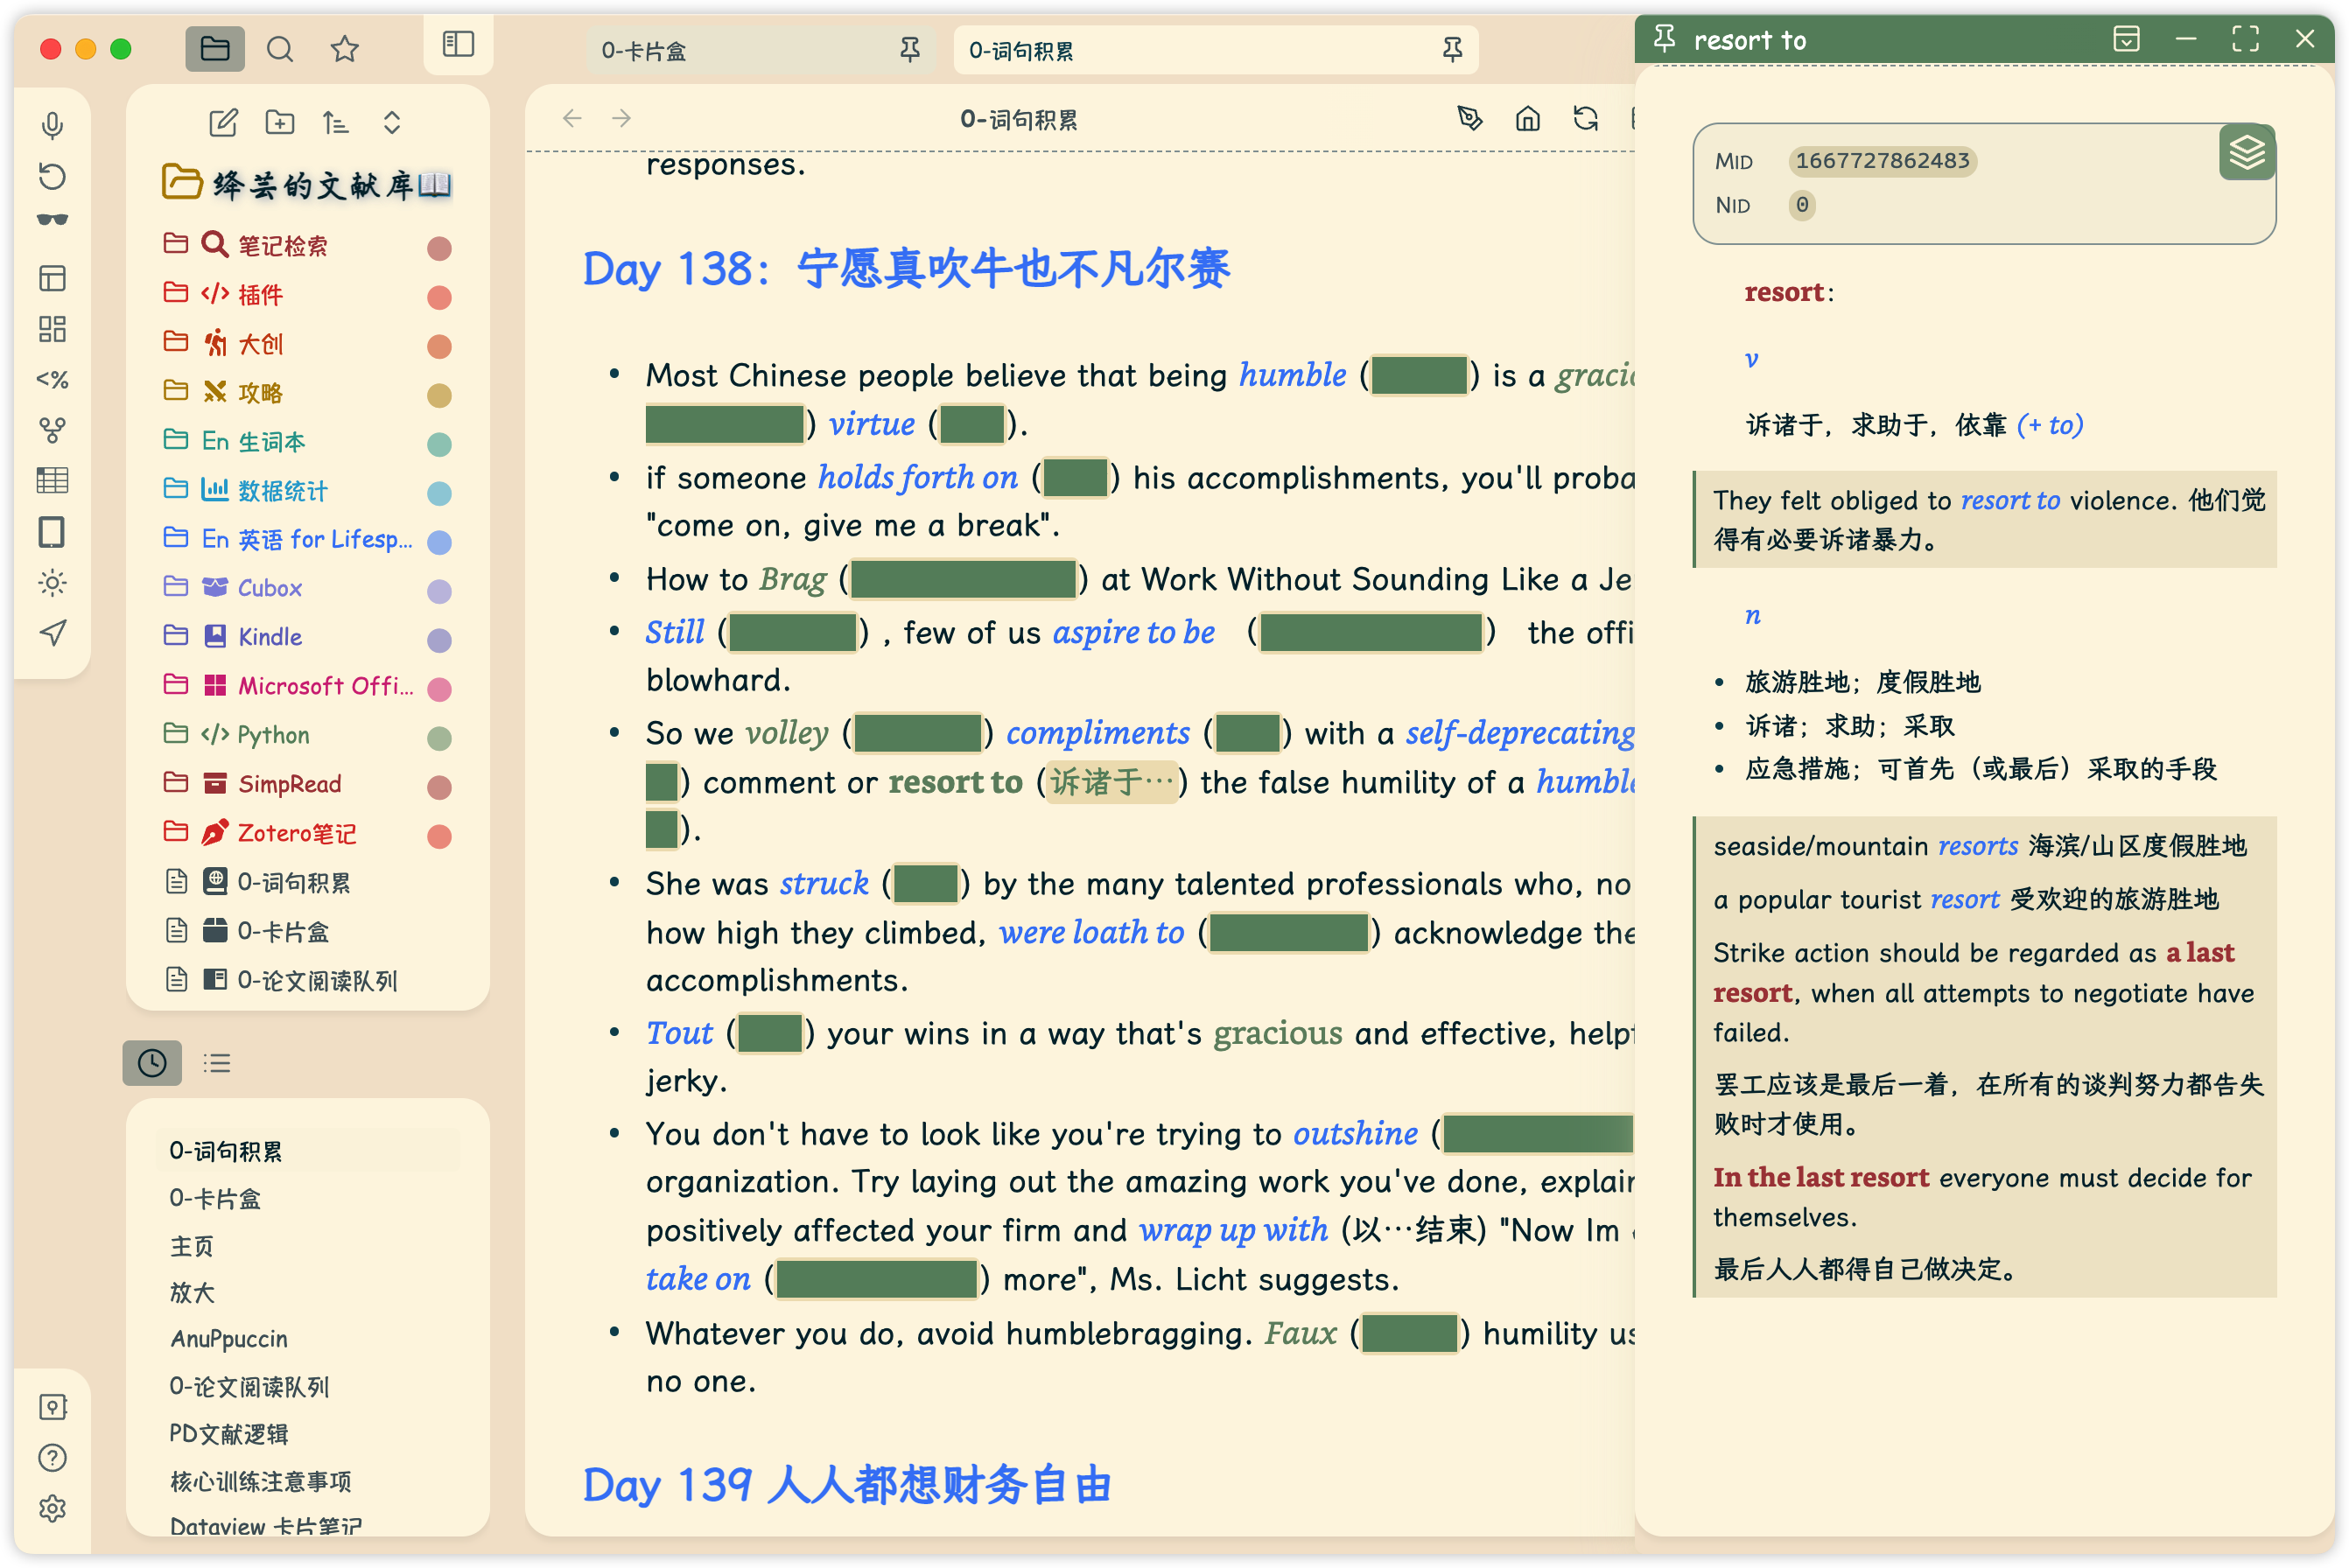 0-卡片盒
0-词句积累
resort to
绛芸的文献库
笔记检索
插件
大创
攻略
En 生词本
数据统计
En 英语 for Lifesp...
Cubox
Kindle
Microsoft Offi...
Python
SimpRead
Zotero笔记
0-词句积累
0-卡片盒
0-论文阅读队列
0-词句积累
0-卡片盒
主页
放大
AnuPpuccin
0-论文阅读队列
PD文献逻辑
核心训练注意事项
Dataview 卡片笔记
0-词句积累
responses.
Day 138：宁愿真吹牛也不凡尔赛
Most Chinese people believe that being humble ( ) is a
) virtue ( ).
if someone holds forth on ( ) his accomplishments, you'll
"come on, give me a break".
How to Brag ( ) at Work Without Sounding Like a
Still ( ) , few of us aspire to be ( ) the
blowhard.
So we volley ( ) compliments ( ) with a self-deprecating
) comment or resort to (诉诸于…) the false humility of a
).
She was struck ( ) by the many talented professionals who, no
how high they climbed, were loath to ( ) acknowledge
accomplishments.
Tout ( ) your wins in a way that's gracious and effective,
jerky.
You don't have to look like you're trying to outshine (
organization. Try laying out the amazing work you've done,
positively affected your firm and wrap up with (以…结束) "Now Im
take on ( ) more", Ms. Licht suggests.
Whatever you do, avoid humblebragging. Faux ( ) humility
no one.
Day 139 人人都想财务自由
MID 1667727862483
NID 0
resort:
v
诉诸于，求助于，依靠 (+ to)
They felt obliged to resort to violence. 他们觉
得有必要诉诸暴力。
n
旅游胜地；度假胜地
诉诸；求助；采取
应急措施；可首先（或最后）采取的手段
seaside/mountain resorts 海滨/山区度假胜地
a popular tourist resort 受欢迎的旅游胜地
Strike action should be regarded as a last
resort, when all attempts to negotiate have
failed.
罢工应该是最后一着，在所有的谈判努力都告失
败时才使用。
In the last resort everyone must decide for
themselves.
最后人人都得自己做决定。